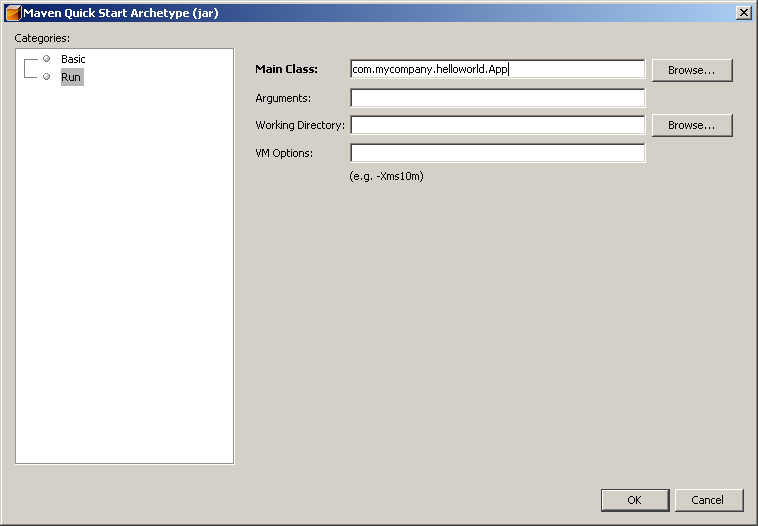 Maven Quick Start Archetype (jar)
Categories:
Basic
Run
Main Class: com.mycompany.helloworld.App Browse...
Arguments:
Working Directory: Browse...
VM Options:
(e.g. -Xms10m)
OK Cancel